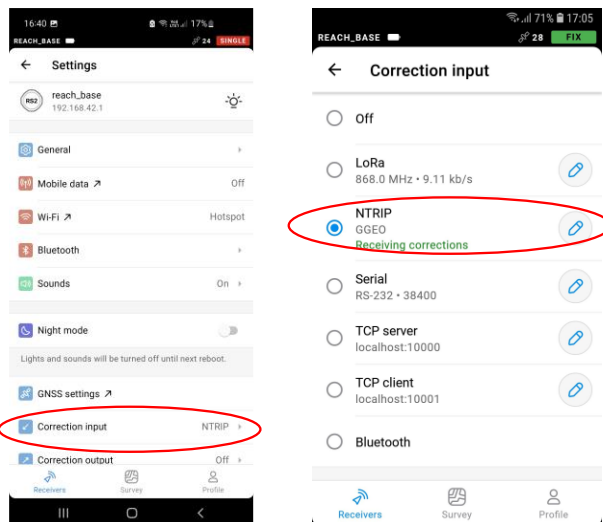 16:40 17%
REACH_BASE 24 SINGLE
Settings
RS2 reach_base
192.168.42.1
General
Mobile data Off
Wi-Fi Hotspot
Bluetooth
Sounds On
Night mode
Lights and sounds will be turned off until next reboot.
GNSS settings
Correction input NTRIP
Correction output Off
Receivers Survey Profile
71% 17:05
REACH_BASE 28 FIX
Correction input
Off
LoRa
868.0 MHz • 9.11 kb/s
NTRIP
GGEO
Receiving corrections
Serial
RS-232 • 38400
TCP server
localhost:10000
TCP client
localhost:10001
Bluetooth
Receivers Survey Profile